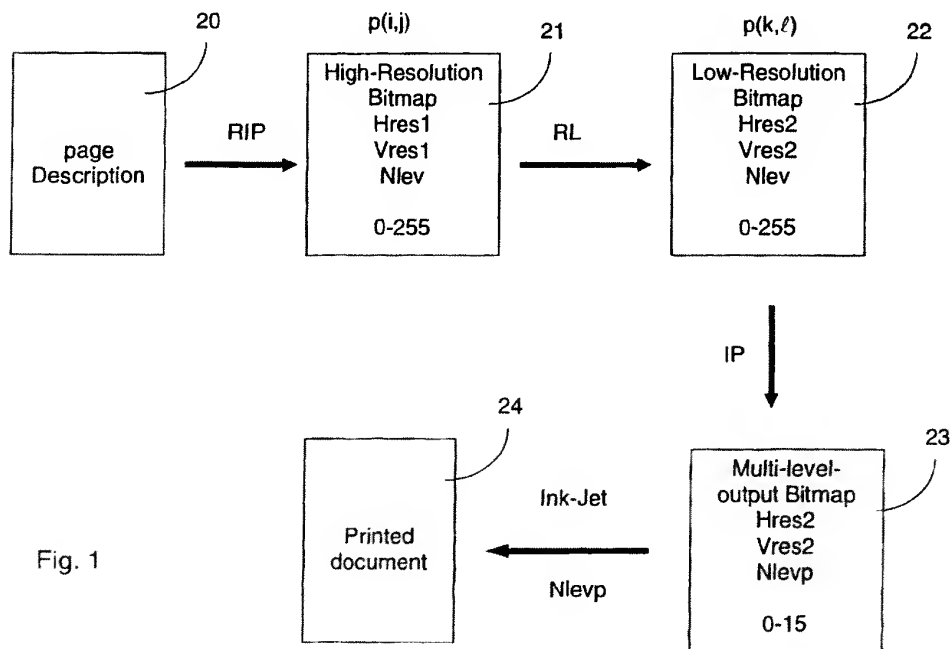 20
p(i,j)
21
p(k,ℓ)
22
page
Description
RIP
High-Resolution
Bitmap
Hres1
Vres1
Nlev
0-255
RL
Low-Resolution
Bitmap
Hres2
Vres2
Nlev
0-255
IP
24
23
Printed
document
Ink-Jet
Nlevp
Multi-level-
output Bitmap
Hres2
Vres2
Nlevp
0-15
Fig. 1